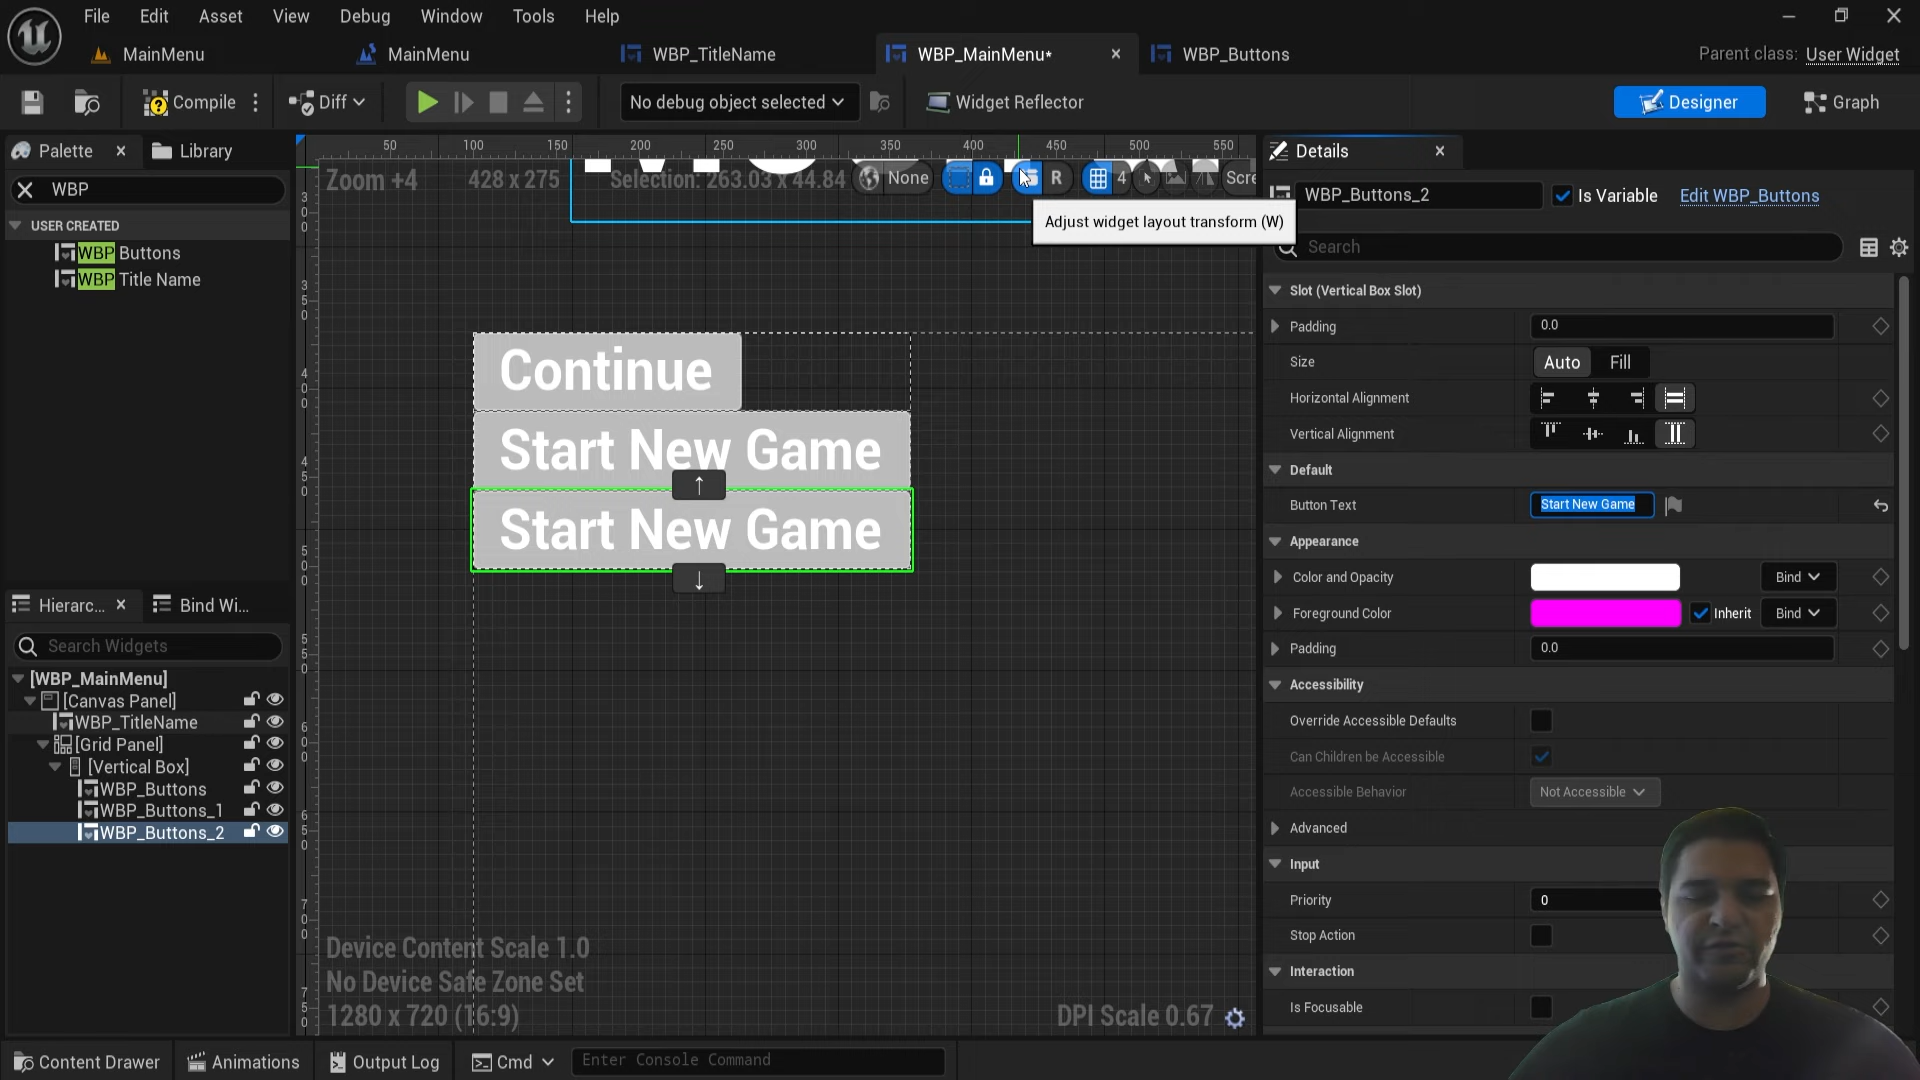 File Edit Asset View Debug Window Tools Help
MainMenu MainMenu WBP_TitleName WBP_MainMenu* WBP_Buttons Parent class: User Widget
Compile Diff No debug object selected Widget Reflector Designer Graph
Palette Library
WBP
USER CREATED
WBP Buttons
WBP Title Name
Hierarc... Bind Wi...
Search Widgets
[WBP_MainMenu]
[Canvas Panel]
WBP_TitleName
[Grid Panel]
[Vertical Box]
WBP_Buttons
WBP_Buttons_1
WBP_Buttons_2
50 100 150 200 250 300 350 400 450 500 550
Zoom +4 428 x 275 Selection: 263.03 x 44.84 None R 4 Scre
Adjust widget layout transform (W)
Continue
Start New Game
↑
Start New Game
↓
Device Content Scale 1.0
No Device Safe Zone Set
1280 x 720 (16:9) DPI Scale 0.67
Details
WBP_Buttons_2 Is Variable Edit WBP_Buttons
Search
Slot (Vertical Box Slot)
Padding 0.0
Size Auto Fill
Horizontal Alignment
Vertical Alignment
Default
Button Text Start New Game
Appearance
Color and Opacity Bind
Foreground Color Inherit Bind
Padding 0.0
Accessibility
Override Accessible Defaults
Can Children be Accessible
Accessible Behavior Not Accessible
Advanced
Input
Priority 0
Stop Action
Interaction
Is Focusable
Content Drawer Animations Output Log Cmd Enter Console Command